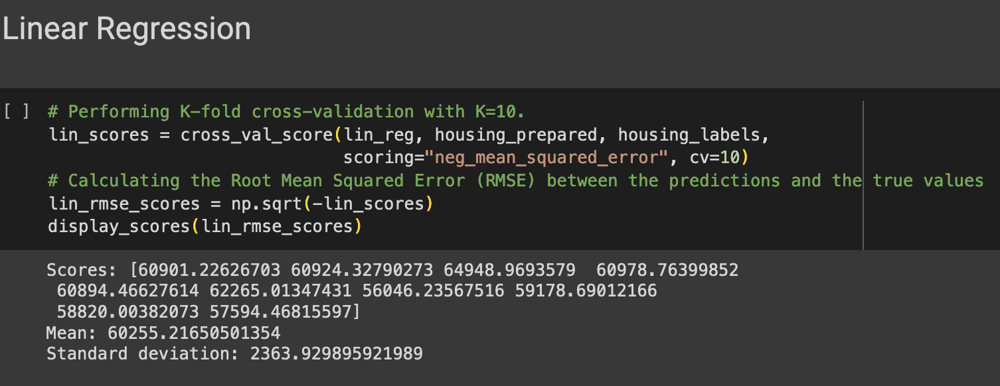 Linear Regression
[ ] # Performing K-fold cross-validation with K=10.
lin_scores = cross_val_score(lin_reg, housing_prepared, housing_labels,
                             scoring="neg_mean_squared_error", cv=10)
# Calculating the Root Mean Squared Error (RMSE) between the predictions and the true values
lin_rmse_scores = np.sqrt(-lin_scores)
display_scores(lin_rmse_scores)
Scores: [60901.22626703 60924.32790273 64948.9693579  60978.76399852
 60894.46627614 62265.01347431 56046.23567516 59178.69012166
 58820.00382073 57594.46815597]
Mean: 60255.21650501354
Standard deviation: 2363.929895921989